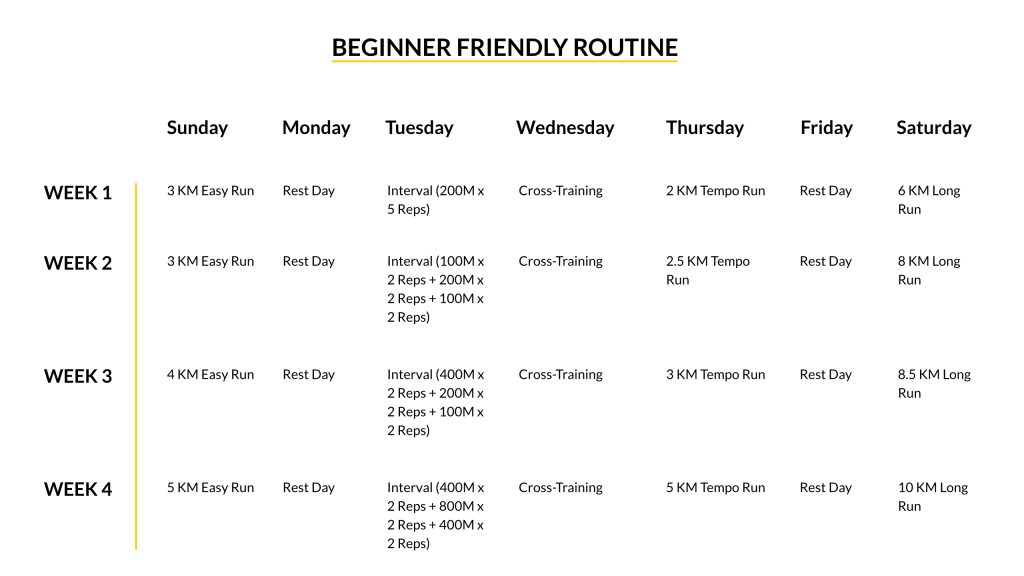 BEGINNER FRIENDLY ROUTINE
Sunday Monday Tuesday Wednesday Thursday Friday Saturday
WEEK 1 3 KM Easy Run Rest Day Interval (200M x Cross-Training 2 KM Tempo Run Rest Day 6 KM Long
5 Reps) Run
WEEK 2 3 KM Easy Run Rest Day Interval (100M x Cross-Training 2.5 KM Tempo Rest Day 8 KM Long
2 Reps + 200M x Run Run
2 Reps + 100M x
2 Reps)
WEEK 3 4 KM Easy Run Rest Day Interval (400M x Cross-Training 3 KM Tempo Run Rest Day 8.5 KM Long
2 Reps + 200M x Run
2 Reps + 100M x
2 Reps)
WEEK 4 5 KM Easy Run Rest Day Interval (400M x Cross-Training 5 KM Tempo Run Rest Day 10 KM Long
2 Reps + 800M x Run
2 Reps + 400M x
2 Reps)